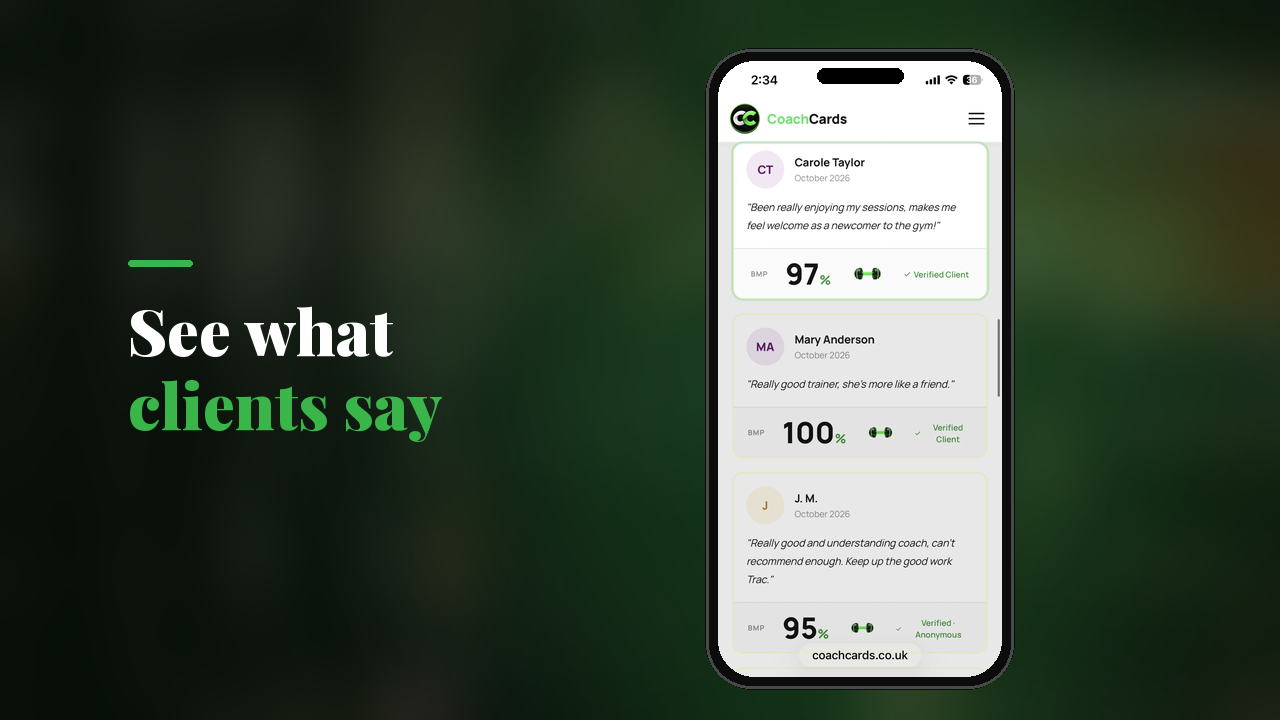 See what
clients say
2:34
36
CC
CoachCards
CT
Carole Taylor
October 2026
"Been really enjoying my sessions, makes me
feel welcome as a newcomer to the gym!"
BMP
97%
✓ Verified Client
MA
Mary Anderson
October 2026
"Really good trainer, she's more like a friend."
BMP
100%
✓ Verified
Client
J
J. M.
October 2026
"Really good and understanding coach, can't
recommend enough. Keep up the good work
Trac."
BMP
95%
✓ Verified ·
Anonymous
coachcards.co.uk